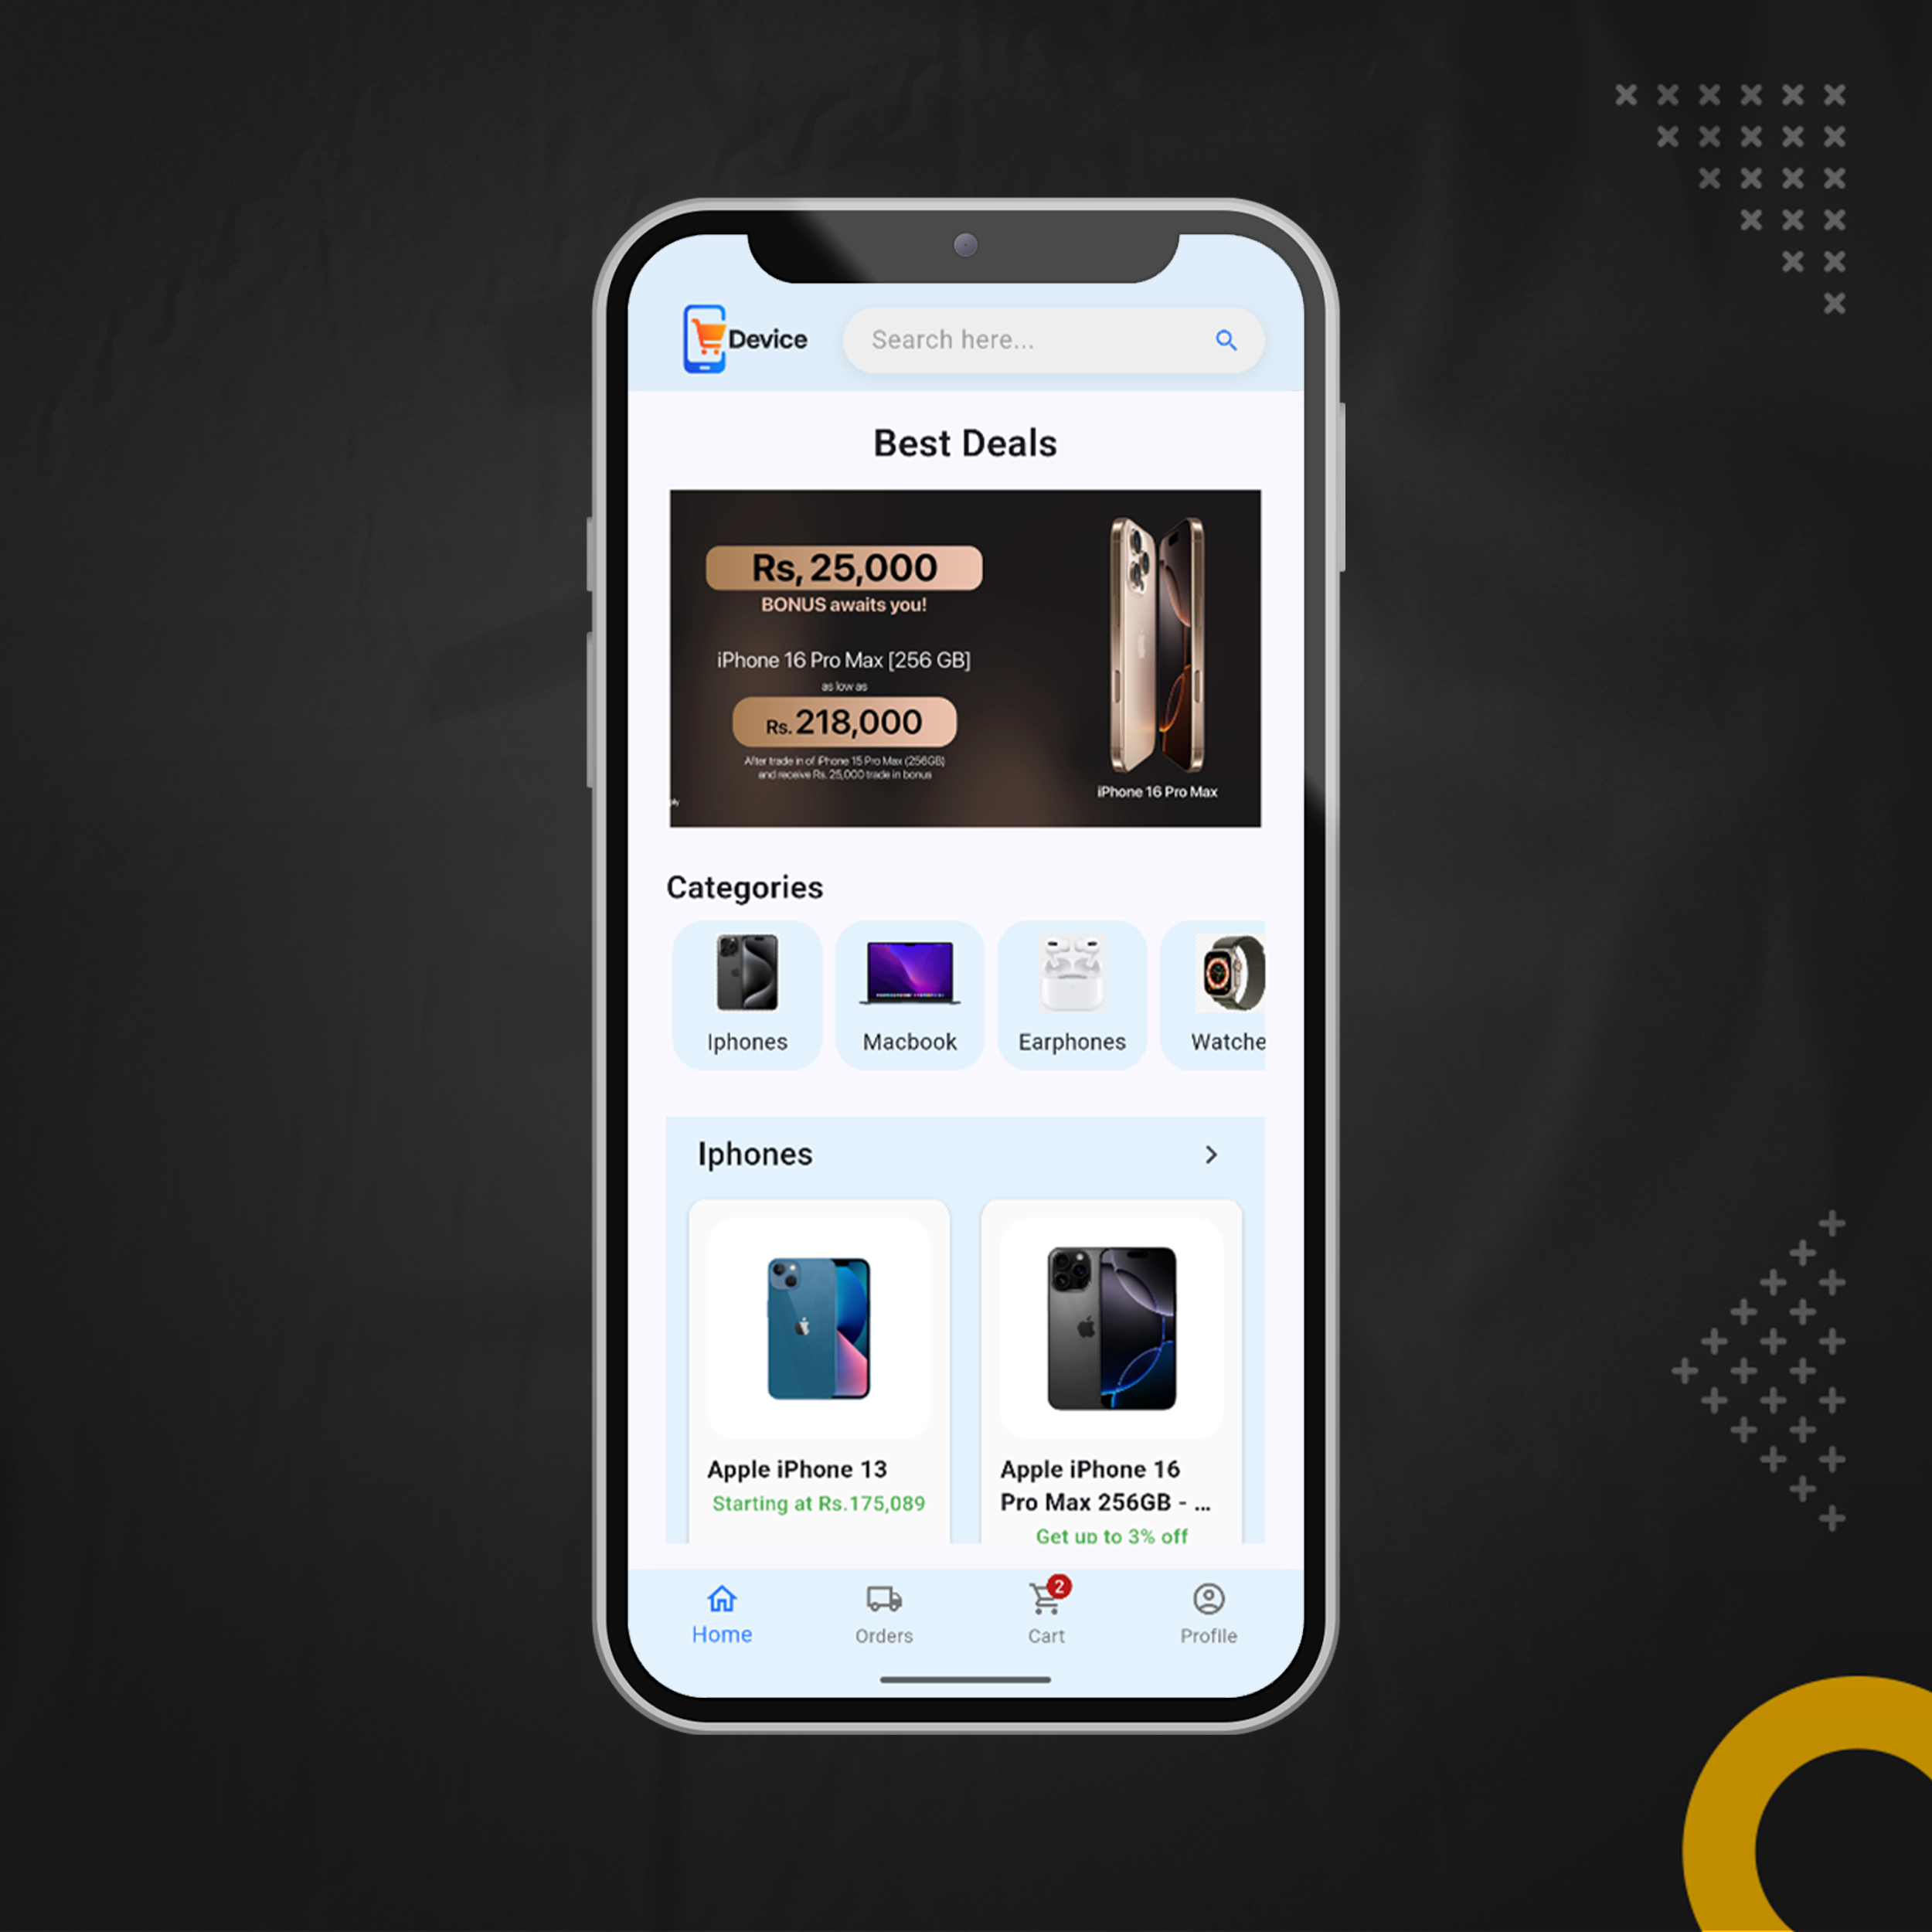 Device
Search here...
Best Deals
Rs, 25,000
BONUS awaits you!
iPhone 16 Pro Max [256 GB]
as low as
Rs. 218,000
After trade in of iPhone 15 Pro Max (256GB)
and receive Rs. 25,000 trade in bonus
iPhone 16 Pro Max
Categories
Iphones
Macbook
Earphones
Watche
Iphones
Apple iPhone 13
Starting at Rs.175,089
Apple iPhone 16
Pro Max 256GB - ...
Get up to 3% off
2
Home
Orders
Cart
Profile